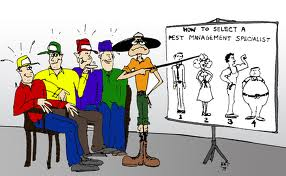 HOW TO SELECT A
PEST MANAGEMENT SPECIALIST
1 2 3 4